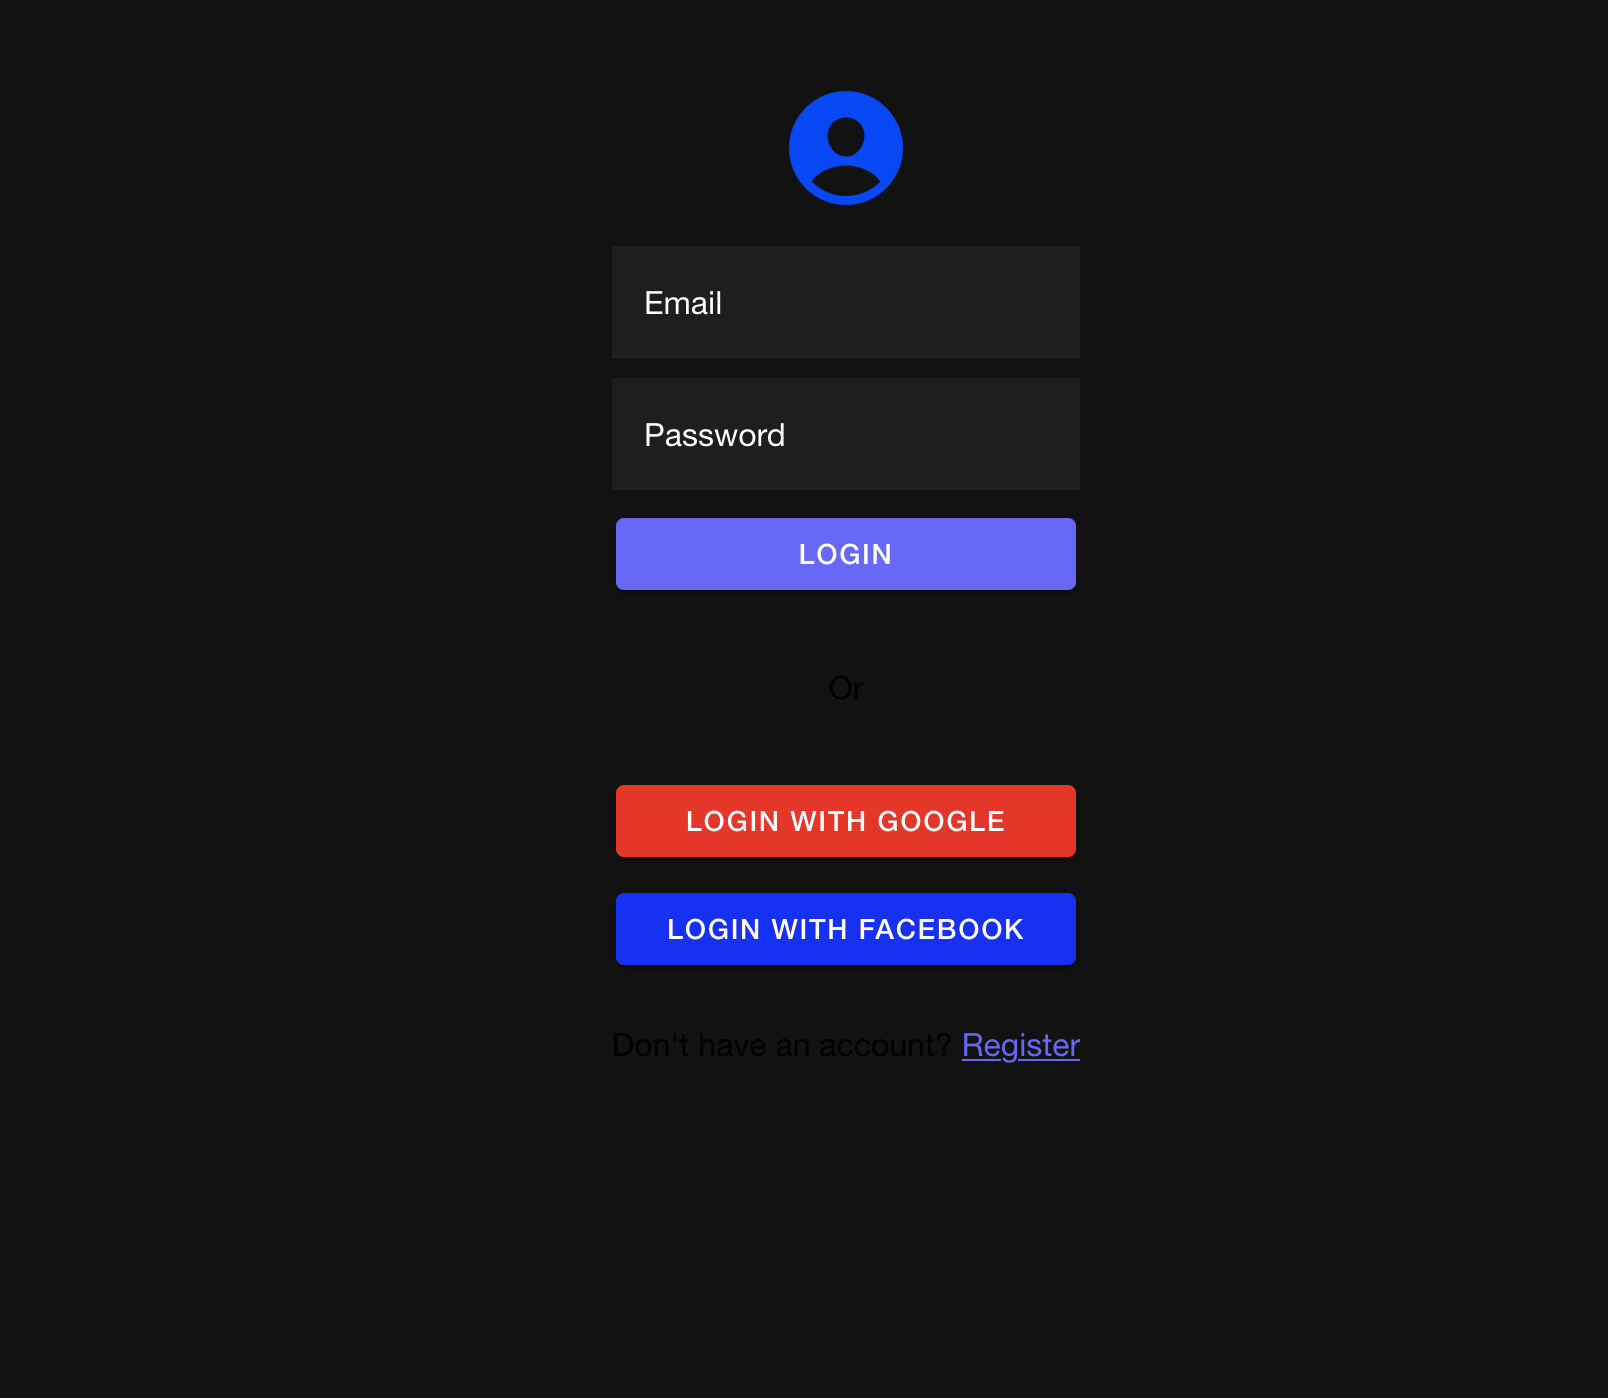 Email
Password
LOGIN
Or
LOGIN WITH GOOGLE
LOGIN WITH FACEBOOK
Don't have an account? Register